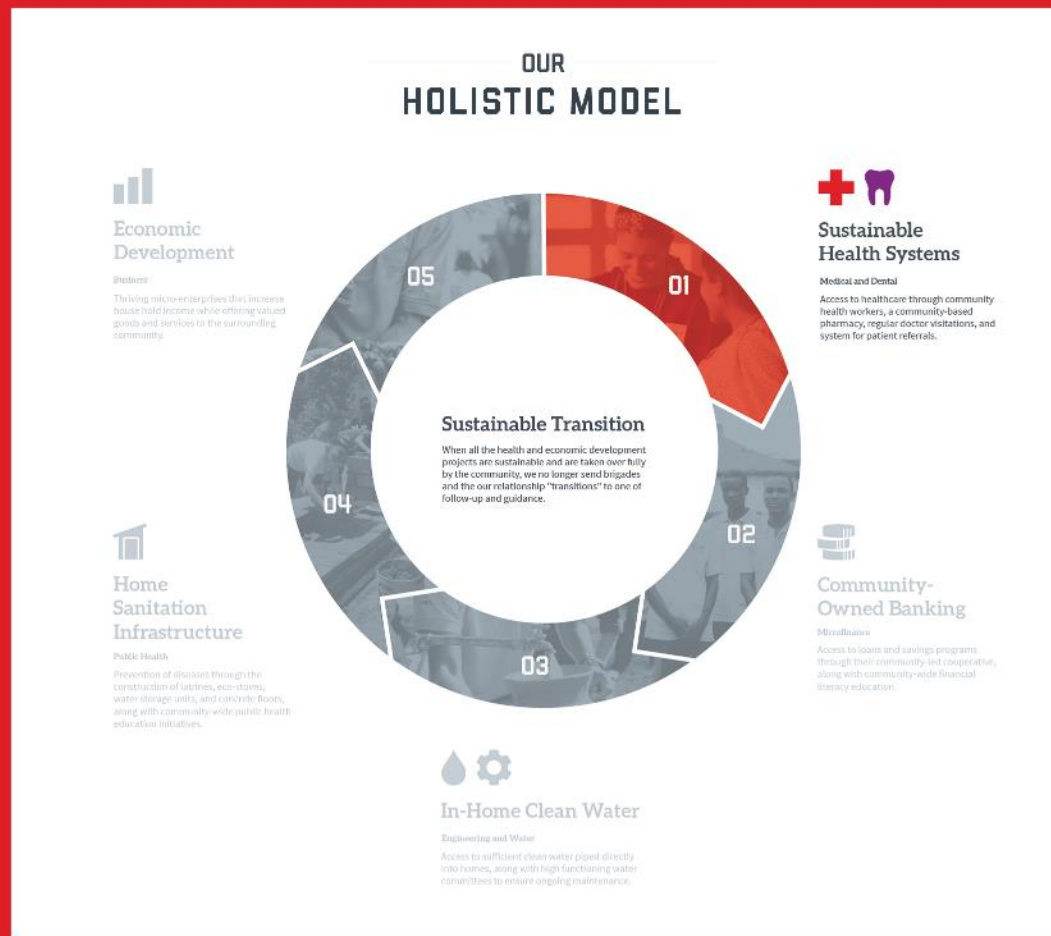 OUR
HOLISTIC MODEL
Economic
Development
Business
Thriving micro-enterprises that increase
house hold income while offering valued
goods and services to the surrounding
community.
Sustainable
Health Systems
Medical and Dental
Access to healthcare through community
health workers, a community-based
pharmacy, regular doctor visitations, and
system for patient referrals.
05
01
Sustainable Transition
When all the health and economic development
projects are sustainable and are taken over fully
by the community, we no longer send brigades
and the our relationship "transitions" to one of
follow-up and guidance.
04
02
03
Home
Sanitation
Infrastructure
Public Health
Prevention of diseases through the
construction of latrines, eco-stoves,
water storage units, and concrete floors,
along with community-wide public health
education initiatives.
Community-
Owned Banking
Microfinance
Access to loans and savings programs
through their community-led cooperative,
along with community-wide financial
literacy education.
In-Home Clean Water
Engineering and Water
Access to sufficient clean water piped directly
into homes, along with high functioning water
committees to ensure ongoing maintenance.